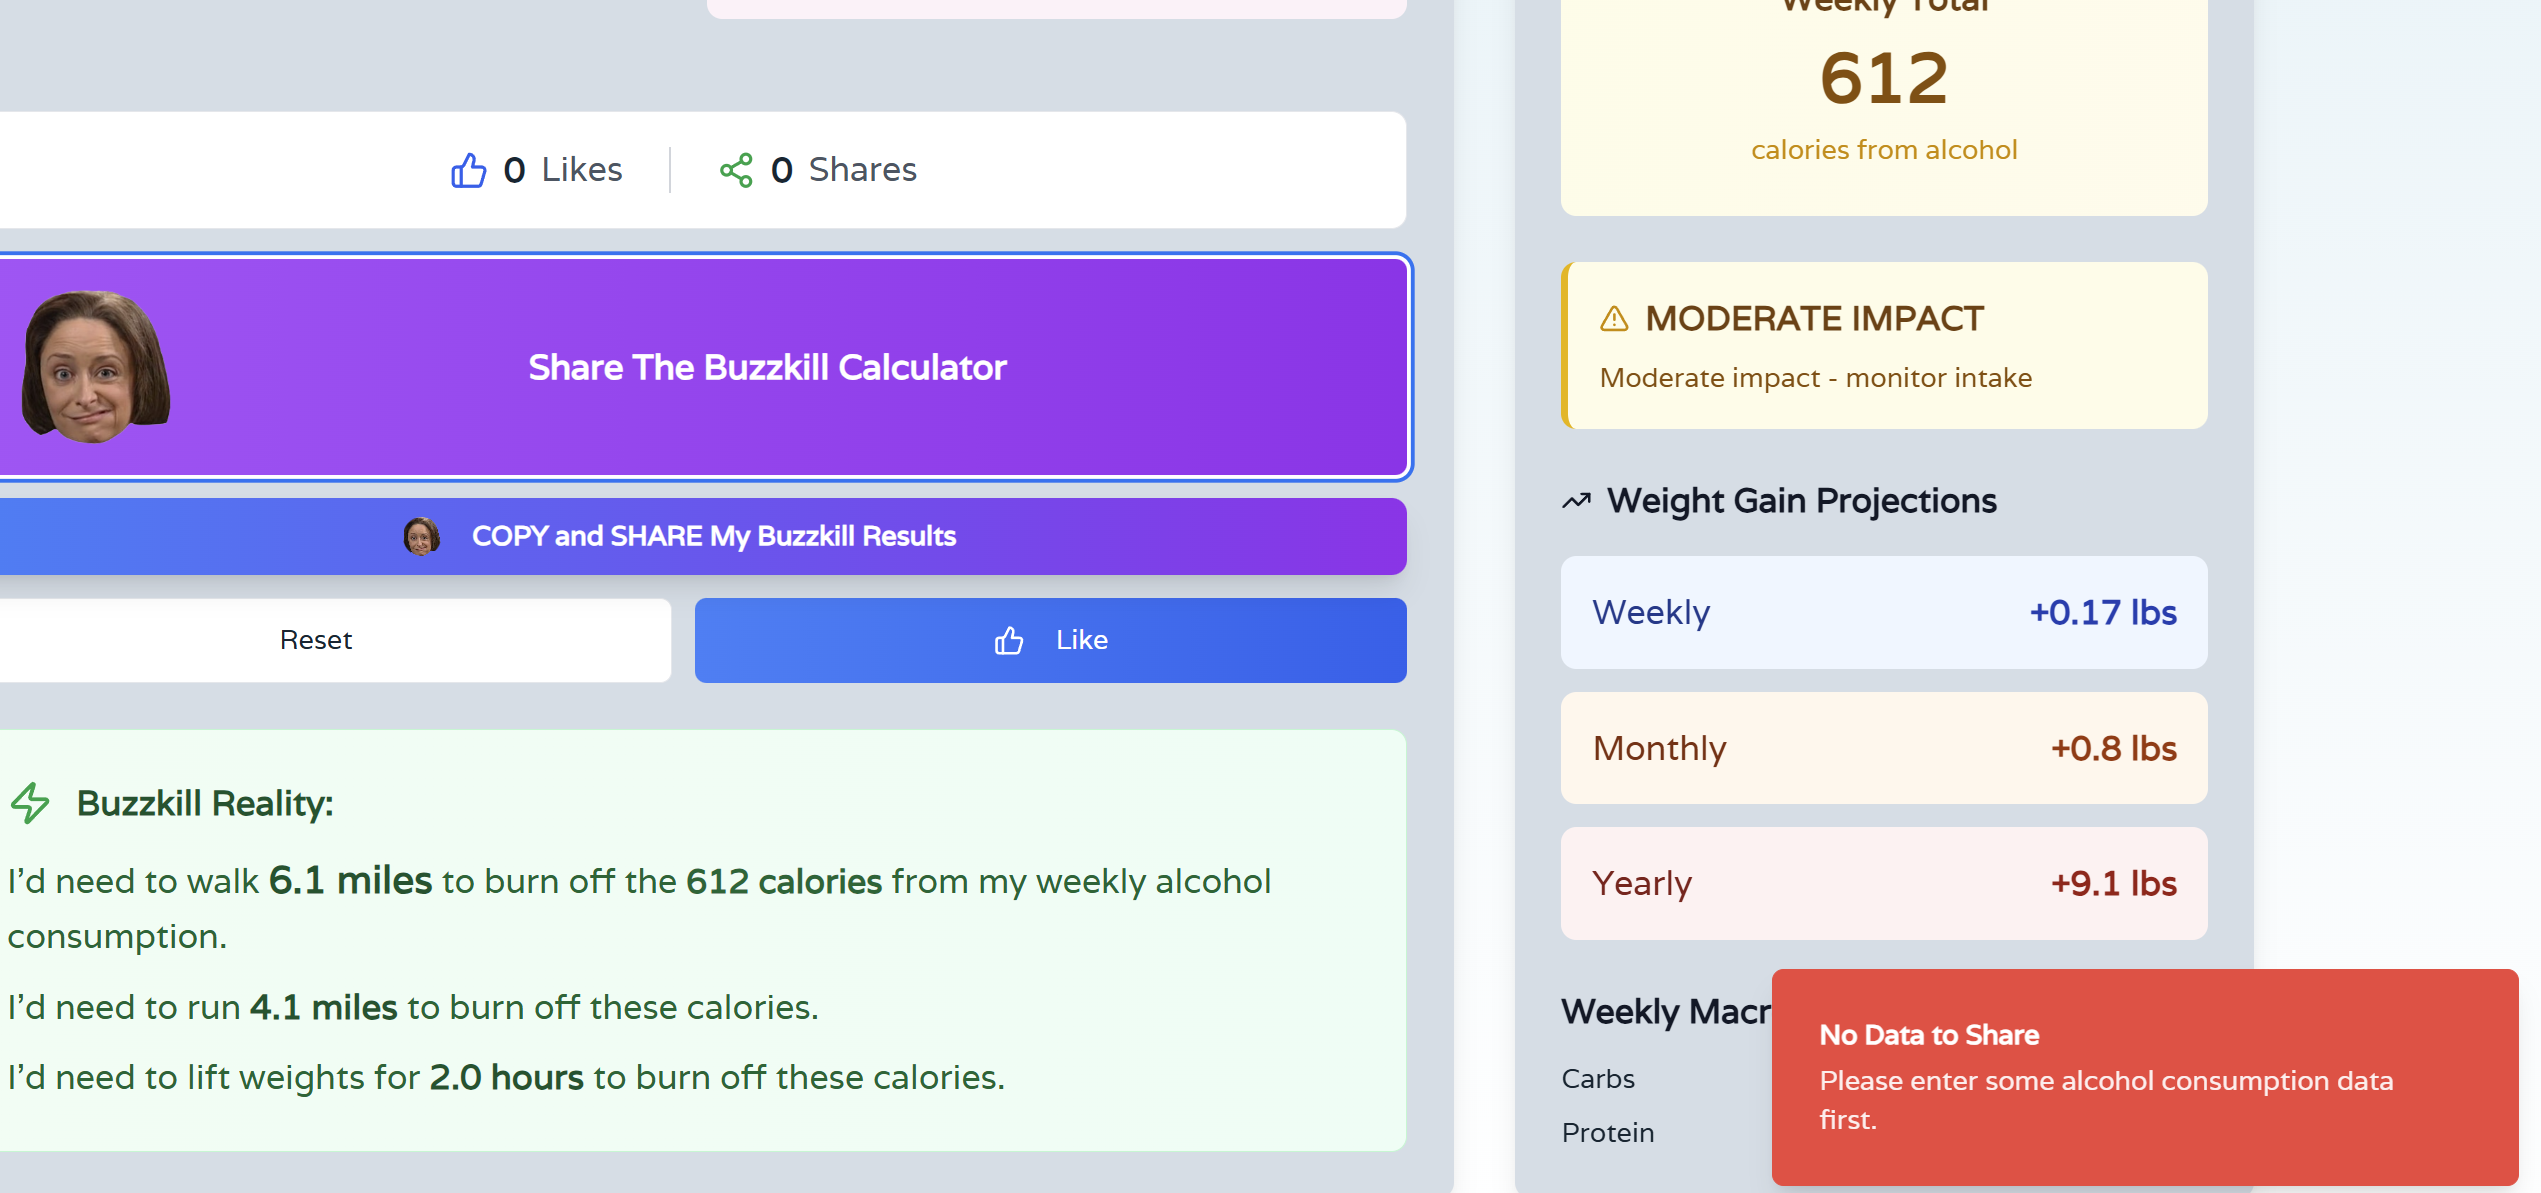 0 Likes
0 Shares
Share The Buzzkill Calculator
COPY and SHARE My Buzzkill Results
Reset
Like
Buzzkill Reality:
I’d need to walk 6.1 miles to burn off the 612 calories from my weekly alcohol
consumption.
I’d need to run 4.1 miles to burn off these calories.
I’d need to lift weights for 2.0 hours to burn off these calories.
Weekly Total
612
calories from alcohol
MODERATE IMPACT
Moderate impact - monitor intake
Weight Gain Projections
Weekly +0.17 lbs
Monthly +0.8 lbs
Yearly +9.1 lbs
Weekly Macr
Carbs
Protein
No Data to Share
Please enter some alcohol consumption data
first.